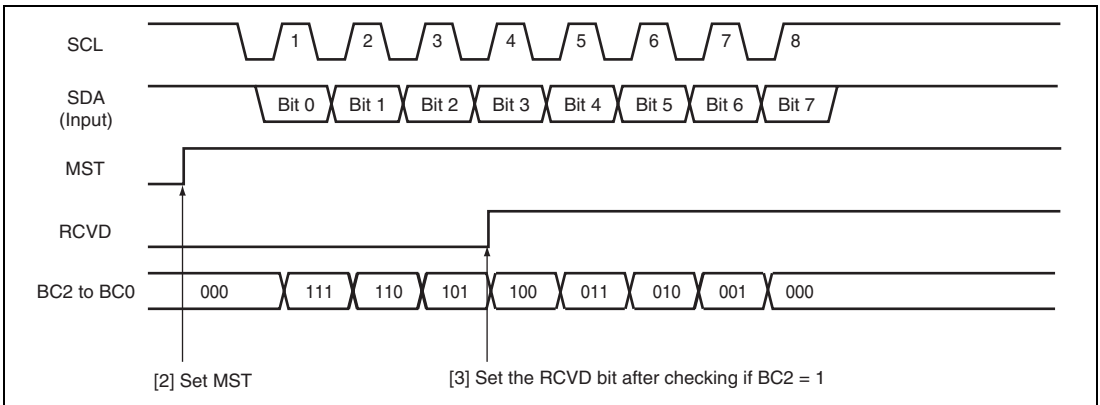 SCL 1 2 3 4 5 6 7 8
SDA
(Input) Bit 0 Bit 1 Bit 2 Bit 3 Bit 4 Bit 5 Bit 6 Bit 7
MST
RCVD
BC2 to BC0 000 111 110 101 100 011 010 001 000
[2] Set MST [3] Set the RCVD bit after checking if BC2 = 1